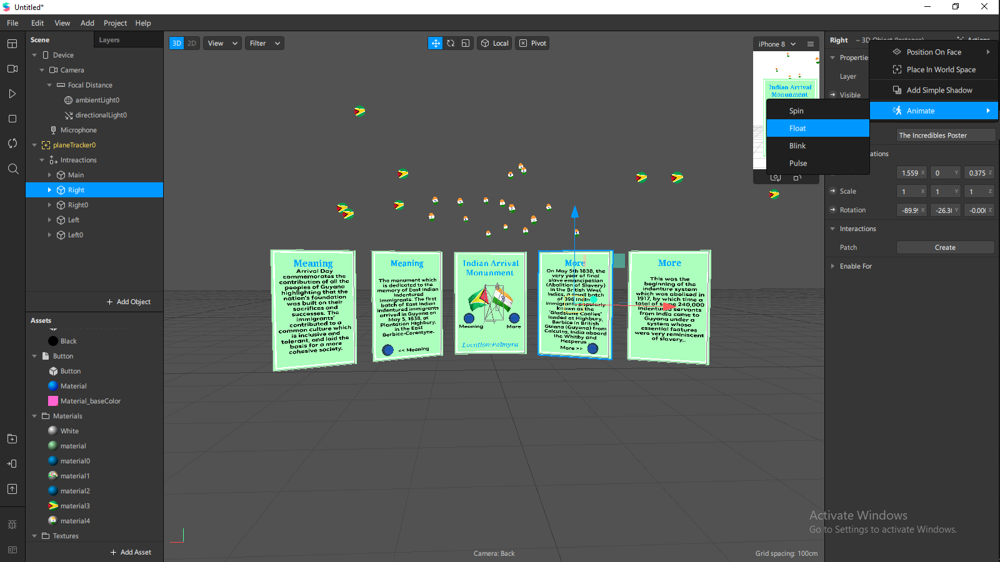 Untitled*
File Edit View Add Project Help
Scene Layers
Device
Camera
Focal Distance
ambientLight0
directionalLight0
Microphone
planeTracker0
Intreactions
Main
Right
Right0
Left
Left0
+ Add Object
Assets
Black
Button
Button
Material
Material_baseColor
Materials
White
material
material0
material1
material2
material3
material4
Textures
+ Add Asset
3D 2D View Filter Local Pivot
Meaning
Arrival Day
commemorates the
contribution of all the
peoples of Guyana
highlighting that the
nation's foundation
was built on their
sacrifices and
successes. The
immigrants'
contributed to a
common culture which
is inclusive and
tolerant, and laid the
basis for a more
cohesive society.
Meaning
The monument which
is dedicated to the
memory of East Indian
Indentured
Immigrants. The first
batch of East Indian
Indentured immigrants
arrived in Guyana on
May 5, 1838, at
Plantation Highbury,
in the East
Berbice-Corentyne.
<< Meaning
Indian Arrival
Monunment
Meaning More
Location:Palmyra
More
On May 5th 1838, the
very year of final
slave emancipation
(Abolition of Slavery)
in the British West
Indies, a small batch
of 396 Indian
Immigrants popularly
known as the
'Gladstone Coolies'
landed at Highbury,
Berbice in British
Guiana (Guyana) from
Calcutta, India aboard
the Whitby and
Hesperus
More >>
More
This was the
beginning of the
indenture system
which was abolised in
1917, by which time a
total of some 240,000
indentured servants
from India came to
Guyana under a
system whose
essential features
were very reminiscent
of slavery..
Camera: Back
Grid spacing: 100cm
iPhone 8
Indian Arrival
Monunment
Spin
Float
Blink
Pulse
Right – 3D Object (Instance) Actions
Position On Face
Place In World Space
Add Simple Shadow
Animate
Properties
Layer
Visible
The Incredibles Poster
ations
1.559 X 0 Y 0.375 Z
Scale 1 X 1 Y 1 Z
Rotation -89.9 X -26.3 Y -0.00 Z
Interactions
Patch Create
Enable For
Activate Windows
Go to Settings to activate Windows.